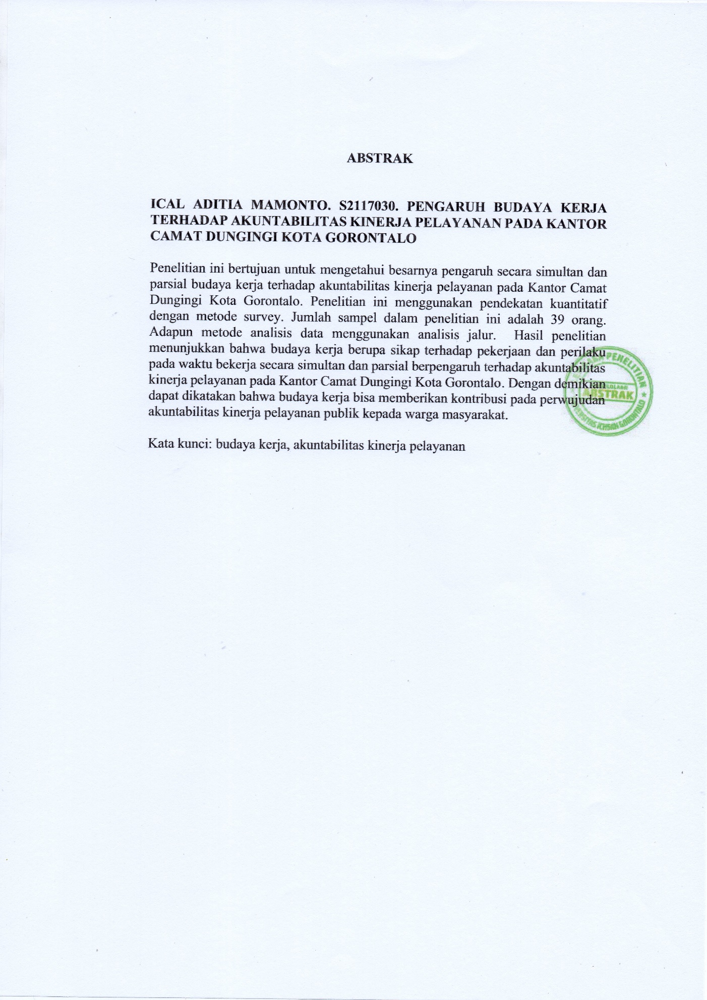 ABSTRAK
ICAL ADITIA MAMONTO. S2117030. PENGARUH BUDAYA KERJA
TERHADAP AKUNTABILITAS KINERJA PELAYANAN PADA KANTOR
CAMAT DUNGINGI KOTA GORONTALO
Penelitian ini bertujuan untuk mengetahui besarnya pengaruh secara simultan dan
parsial budaya kerja terhadap akuntabilitas kinerja pelayanan pada Kantor Camat
Dungingi Kota Gorontalo. Penelitian ini menggunakan pendekatan kuantitatif
dengan metode survey. Jumlah sampel dalam penelitian ini adalah 39 orang.
Adapun metode analisis data menggunakan analisis jalur. Hasil penelitian
menunjukkan bahwa budaya kerja berupa sikap terhadap pekerjaan dan perilaku
pada waktu bekerja secara simultan dan parsial berpengaruh terhadap akuntabilitas
kinerja pelayanan pada Kantor Camat Dungingi Kota Gorontalo. Dengan demikian
dapat dikatakan bahwa budaya kerja bisa memberikan kontribusi pada perwujudan
akuntabilitas kinerja pelayanan publik kepada warga masyarakat.
Kata kunci: budaya kerja, akuntabilitas kinerja pelayanan
PENELITIAN
ABSTRAK
ICHSAN GORONTALO